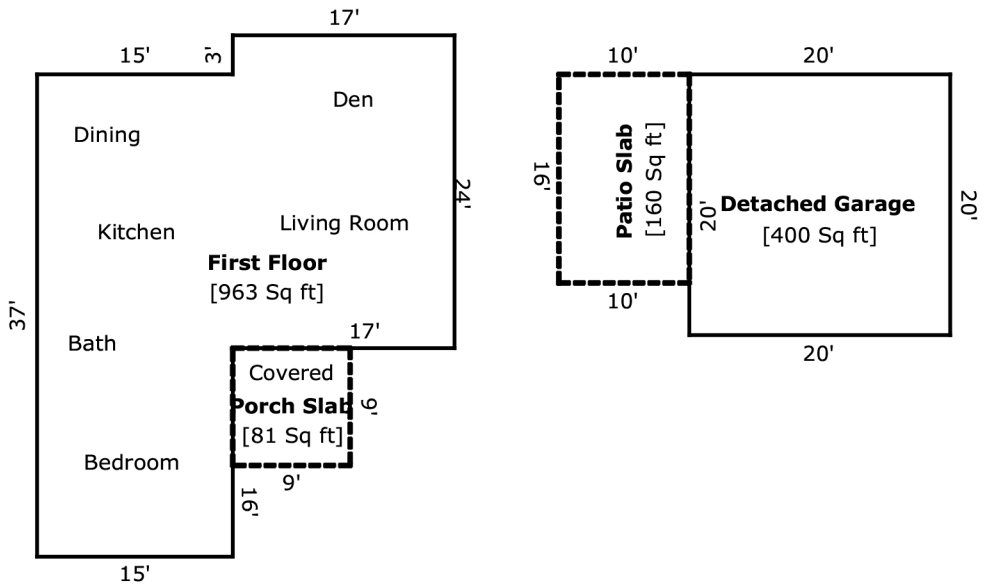 17'
15'
3'
Den
Dining
24'
Living Room
Kitchen
First Floor
[963 Sq ft]
37'
17'
Bath
Covered
Porch Slab
[81 Sq ft]
9'
Bedroom
9'
16'
15'
10'
20'
16'
Patio Slab
[160 Sq ft]
20'
Detached Garage
[400 Sq ft]
20'
10'
20'